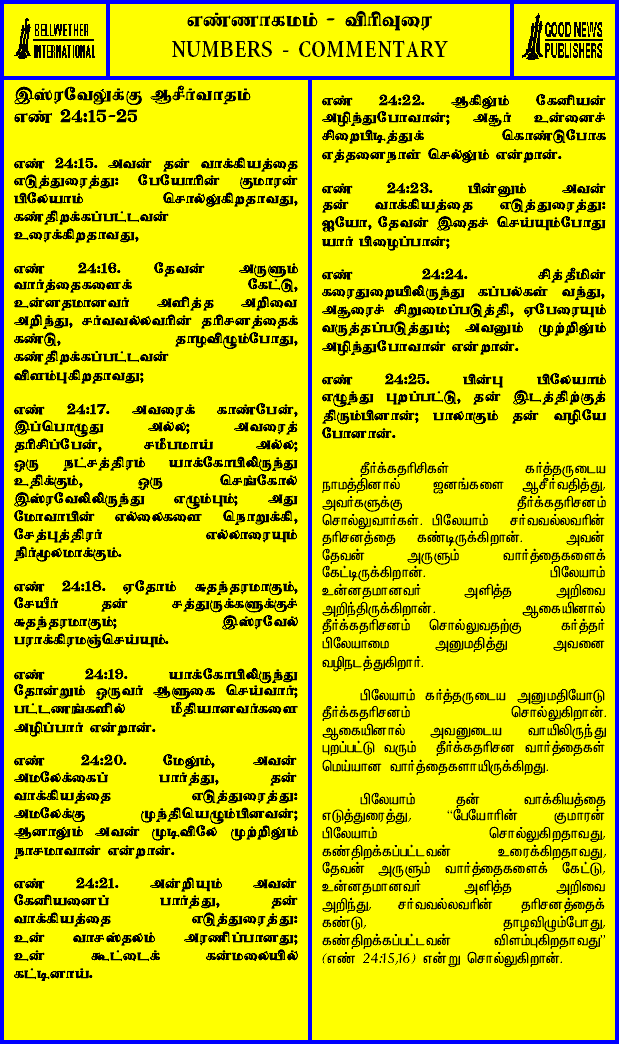 BELLWETHER
INTERNATIONAL
எண்ணாகமம் - விரிவுரை
NUMBERS - COMMENTARY
GOOD NEWS
PUBLISHERS
இஸ்ரவேலுக்கு ஆசீர்வாதம்
எண் 24:15-25
எண் 24:15. அவன் தன் வாக்கியத்தை
எடுத்துரைத்து: பேயோரின் குமாரன்
பிலேயாம் சொல்லுகிறதாவது,
கண்திறக்கப்பட்டவன்
உரைக்கிறதாவது,
எண் 24:16. தேவன் அருளும்
வார்த்தைகளைக் கேட்டு,
உன்னதமானவர் அளித்த அறிவை
அறிந்து, சர்வவல்லவரின் தரிசனத்தைக்
கண்டு, தாழவிழும்போது,
கண்திறக்கப்பட்டவன்
விளம்புகிறதாவது;
எண் 24:17. அவரைக் காண்பேன்,
இப்பொழுது அல்ல; அவரைத்
தரிசிப்பேன், சமீபமாய் அல்ல;
ஒரு நட்சத்திரம் யாக்கோபிலிருந்து
உதிக்கும், ஒரு செங்கோல்
இஸ்ரவேலிலிருந்து எழும்பும்; அது
மோவாபின் எல்லைகளை நொறுக்கி,
சேத்புத்திரர் எல்லாரையும்
நிர்மூலமாக்கும்.
எண் 24:18. ஏதோம் சுதந்தரமாகும்,
சேயீர் தன் சத்துருக்களுக்குச்
சுதந்தரமாகும்; இஸ்ரவேல்
பராக்கிரமஞ்செய்யும்.
எண் 24:19. யாக்கோபிலிருந்து
தோன்றும் ஒருவர் ஆளுகை செய்வார்;
பட்டணங்களில் மீதியானவர்களை
அழிப்பார் என்றான்.
எண் 24:20. மேலும், அவன்
அமலேக்கைப் பார்த்து, தன்
வாக்கியத்தை எடுத்துரைத்து:
அமலேக்கு முந்தியெழும்பினவன்;
ஆனாலும் அவன் முடிவிலே முற்றிலும்
நாசமாவான் என்றான்.
எண் 24:21. அன்றியும் அவன்
கேனியனைப் பார்த்து, தன்
வாக்கியத்தை எடுத்துரைத்து:
உன் வாசஸ்தலம் அரணிப்பானது;
உன் கூட்டைக் கன்மலையில்
கட்டினாய்.
எண் 24:22. ஆகிலும் கேனியன்
அழிந்துபோவான்; அசூர் உன்னைச்
சிறைபிடித்துக் கொண்டுபோக
எத்தனைநாள் செல்லும் என்றான்.
எண் 24:23. பின்னும் அவன்
தன் வாக்கியத்தை எடுத்துரைத்து:
ஐயோ, தேவன் இதைச் செய்யும்போது
யார் பிழைப்பான்;
எண் 24:24. சித்தீமின்
கரைதுறையிலிருந்து கப்பல்கள் வந்து,
அசூரைச் சிறுமைப்படுத்தி, ஏபேரையும்
வருத்தப்படுத்தும்; அவனும் முற்றிலும்
அழிந்துபோவான் என்றான்.
எண் 24:25. பின்பு பிலேயாம்
எழுந்து புறப்பட்டு, தன் இடத்திற்குத்
திரும்பினான்; பாலாகும் தன் வழியே
போனான்.
தீர்க்கதரிசிகள் கர்த்தருடைய
நாமத்தினால் ஜனங்களை ஆசீர்வதித்து,
அவர்களுக்கு தீர்க்கதரிசனம்
சொல்லுவார்கள். பிலேயாம் சர்வவல்லவரின்
தரிசனத்தை கண்டிருக்கிறான். அவன்
தேவன் அருளும் வார்த்தைகளைக்
கேட்டிருக்கிறான். பிலேயாம்
உன்னதமானவர் அளித்த அறிவை
அறிந்திருக்கிறான். ஆகையினால்
தீர்க்கதரிசனம் சொல்லுவதற்கு கர்த்தர்
பிலேயாமை அனுமதித்து அவனை
வழிநடத்துகிறார்.
பிலேயாம் கர்த்தருடைய அனுமதியோடு
தீர்க்கதரிசனம் சொல்லுகிறான்.
ஆகையினால் அவனுடைய வாயிலிருந்து
புறப்பட்டு வரும் தீர்க்கதரிசன வார்த்தைகள்
மெய்யான வார்த்தைகளாயிருக்கிறது.
பிலேயாம் தன் வாக்கியத்தை
எடுத்துரைத்து, "பேயோரின் குமாரன்
பிலேயாம் சொல்லுகிறதாவது,
கண்திறக்கப்பட்டவன் உரைக்கிறதாவது,
தேவன் அருளும் வார்த்தைகளைக் கேட்டு,
உன்னதமானவர் அளித்த அறிவை
அறிந்து, சர்வவல்லவரின் தரிசனத்தைக்
கண்டு, தாழவிழும்போது,
கண்திறக்கப்பட்டவன் விளம்புகிறதாவது"
(எண் 24:15,16) என்று சொல்லுகிறான்.